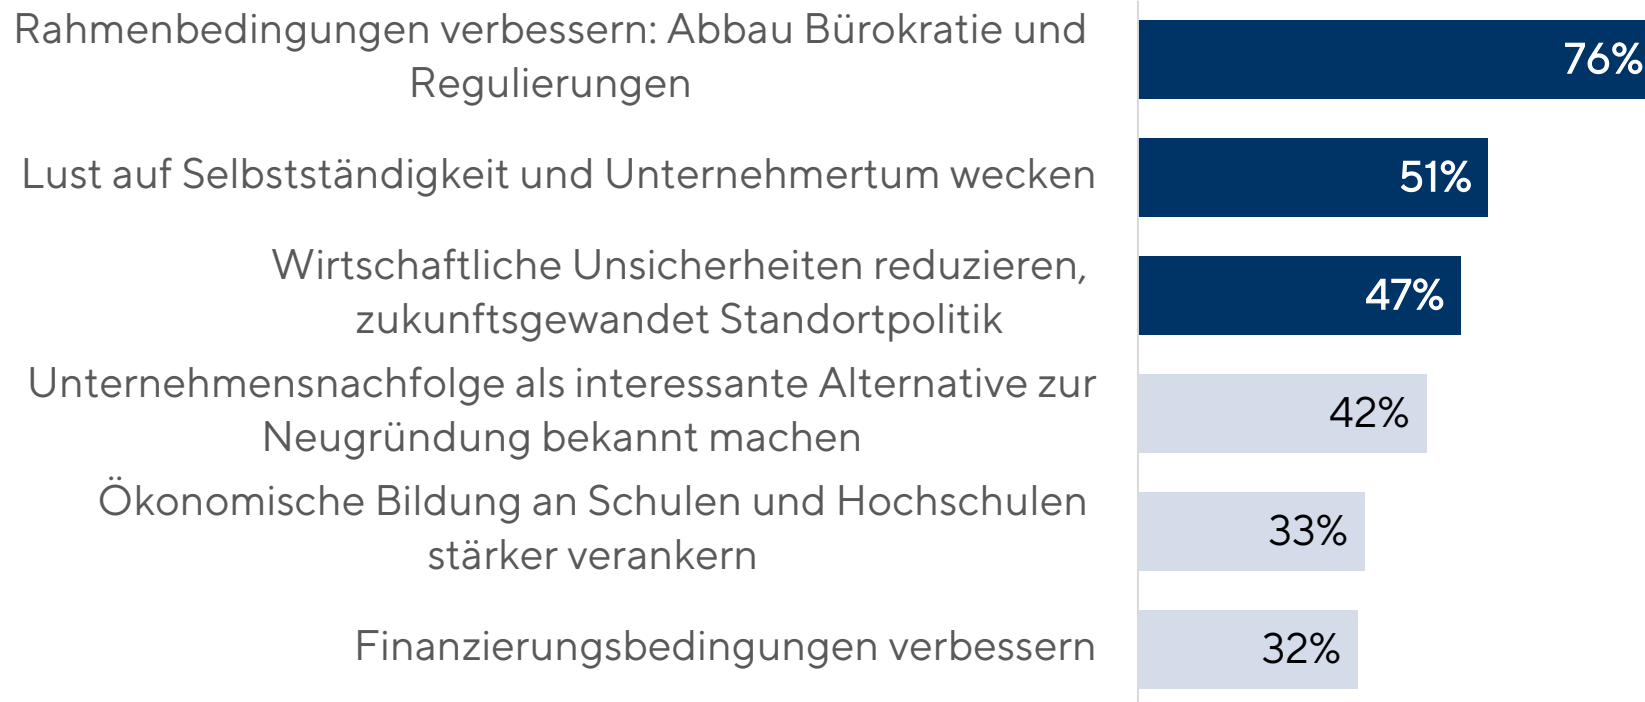 Rahmenbedingungen verbessern: Abbau Bürokratie und
Regulierungen
76%
Lust auf Selbstständigkeit und Unternehmertum wecken
51%
Wirtschaftliche Unsicherheiten reduzieren,
zukunftsgewandet Standortpolitik
47%
Unternehmensnachfolge als interessante Alternative zur
Neugründung bekannt machen
42%
Ökonomische Bildung an Schulen und Hochschulen
stärker verankern
33%
Finanzierungsbedingungen verbessern
32%